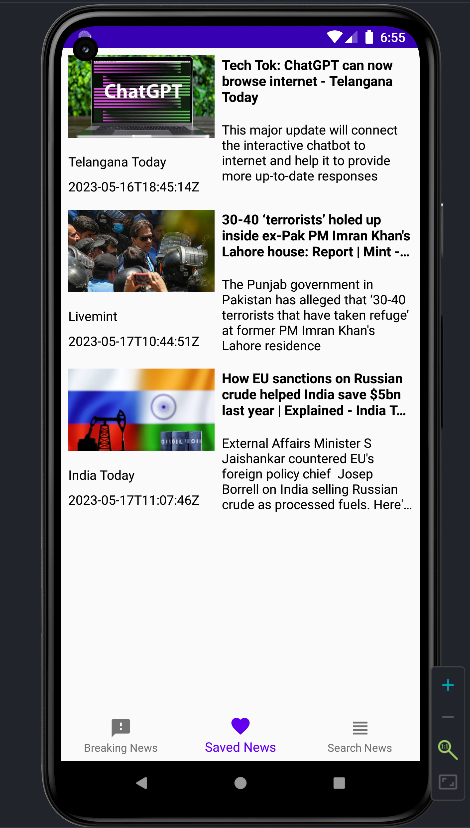 6:55
ChatGPT
Tech Tok: ChatGPT can now
browse internet - Telangana
Today
This major update will connect
the interactive chatbot to
internet and help it to provide
more up-to-date responses
Telangana Today
2023-05-16T18:45:14Z
30-40 ‘terrorists’ holed up
inside ex-Pak PM Imran Khan's
Lahore house: Report | Mint -...
The Punjab government in
Pakistan has alleged that '30-40
terrorists that have taken refuge'
at former PM Imran Khan's
Lahore residence
Livemint
2023-05-17T10:44:51Z
How EU sanctions on Russian
crude helped India save $5bn
last year | Explained - India T...
External Affairs Minister S
Jaishankar countered EU's
foreign policy chief Josep
Borrell on India selling Russian
crude as processed fuels. Here'...
India Today
2023-05-17T11:07:46Z
Breaking News
Saved News
Search News
1:1